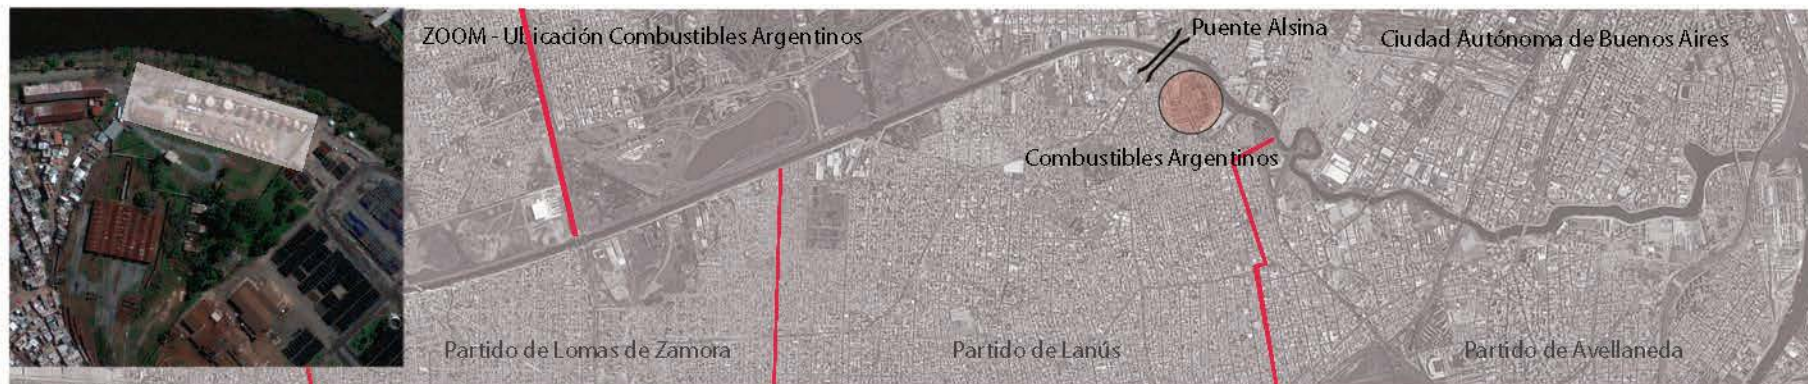 ZOOM - Ubicación Combustibles Argentinos
Puente Alsina
Ciudad Autónoma de Buenos Aires
Combustibles Argentinos
Partido de Lomas de Zamora
Partido de Lanús
Partido de Avellaneda